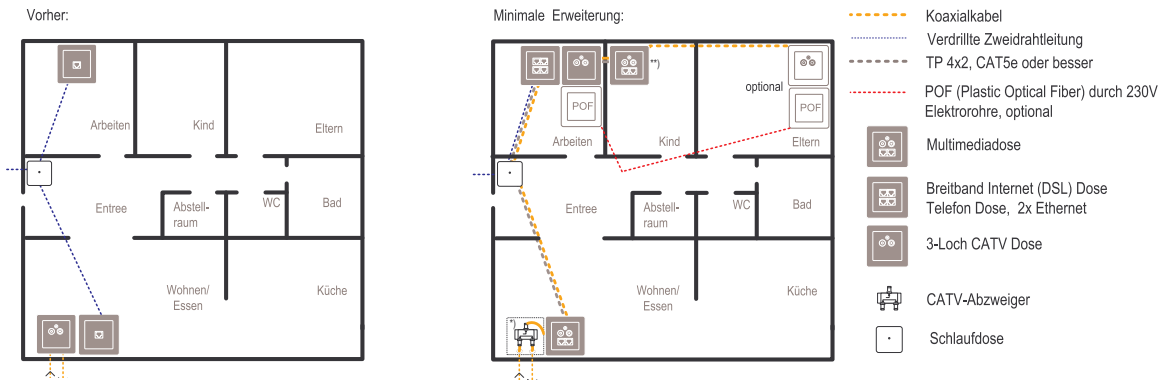 Vorher:
Arbeiten
Kind
Eltern
Entree
Abstell-
raum
WC
Bad
Wohnen/
Essen
Küche
Minimale Erweiterung:
**)
optional
POF
POF
Arbeiten
Kind
Eltern
Entree
Abstell-
raum
WC
Bad
Wohnen/
Essen
Küche
*)
Koaxialkabel
Verdrillte Zweidrahtleitung
TP 4x2, CAT5e oder besser
POF (Plastic Optical Fiber) durch 230V
Elektrorohre, optional
Multimediadose
Breitband Internet (DSL) Dose
Telefon Dose, 2x Ethernet
3-Loch CATV Dose
CATV-Abzweiger
Schlaufdose